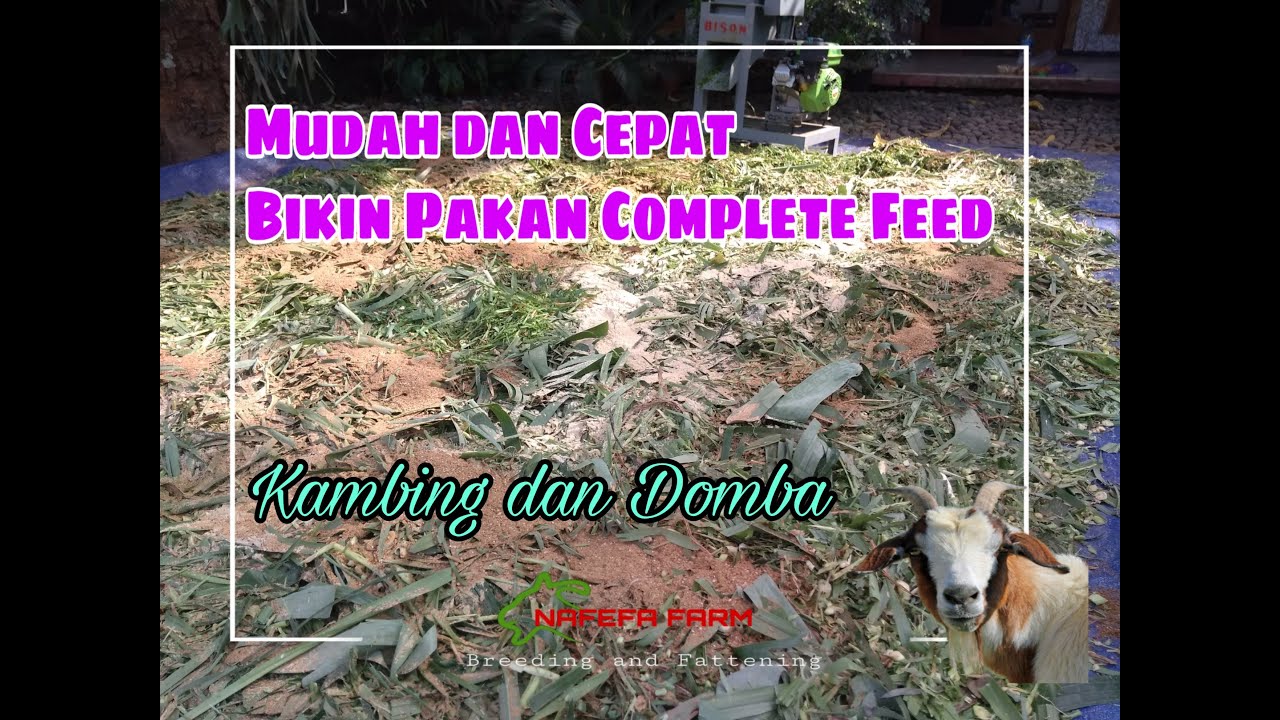 BISON
Mudah dan Cepat
Bikin Pakan Complete Feed
Kambing dan Domba
NAFEFA FARM
Breeding and Fattening